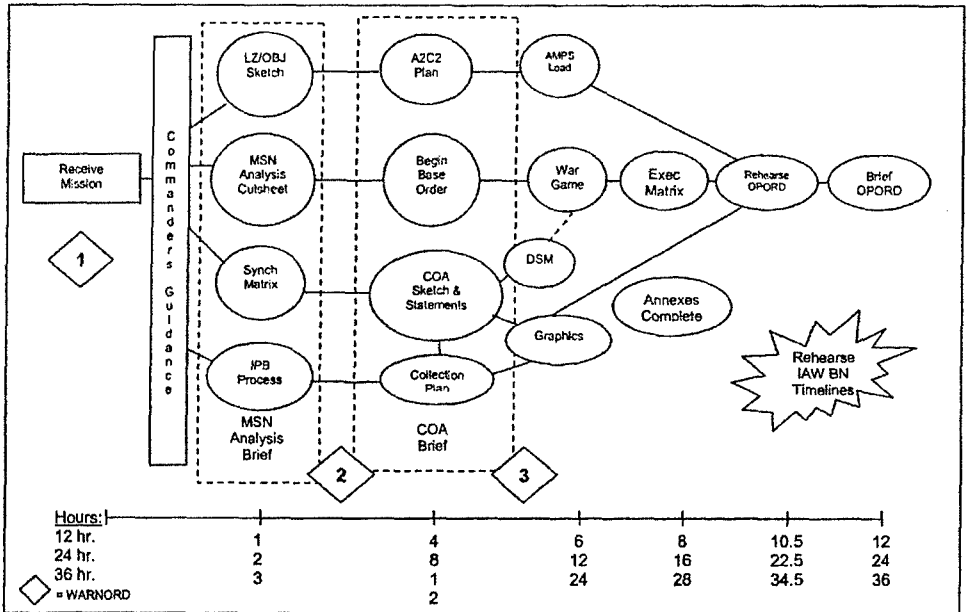 Receive
Mission
1
Commanders Guidance
LZ/OBJ
Sketch
MSN
Analysis
Cutsheet
Synch
Matrix
IPB
Process
MSN
Analysis
Brief
2
A2C2
Plan
Begin
Base
Order
COA
Sketch &
Statements
Collection
Plan
COA
Brief
3
AMPS
Load
War
Game
DSM
Graphics
Exec
Matrix
Annexes
Complete
Rehearse
OPORD
Brief
OPORD
Rehearse
IAW BN
Timelines
Hours:
12 hr. 1 4 6 8 10.5 12
24 hr. 2 8 12 16 22.5 24
36 hr. 3 1 24 28 34.5 36
2
= WARNORD